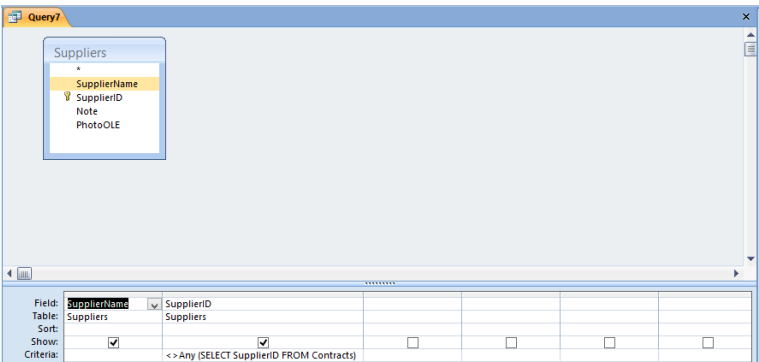 Query7
Suppliers
*
SupplierName
SupplierID
Note
PhotoOLE
Field: SupplierName SupplierID
Table: Suppliers Suppliers
Sort:
Show:
Criteria: <>Any (SELECT SupplierID FROM Contracts)